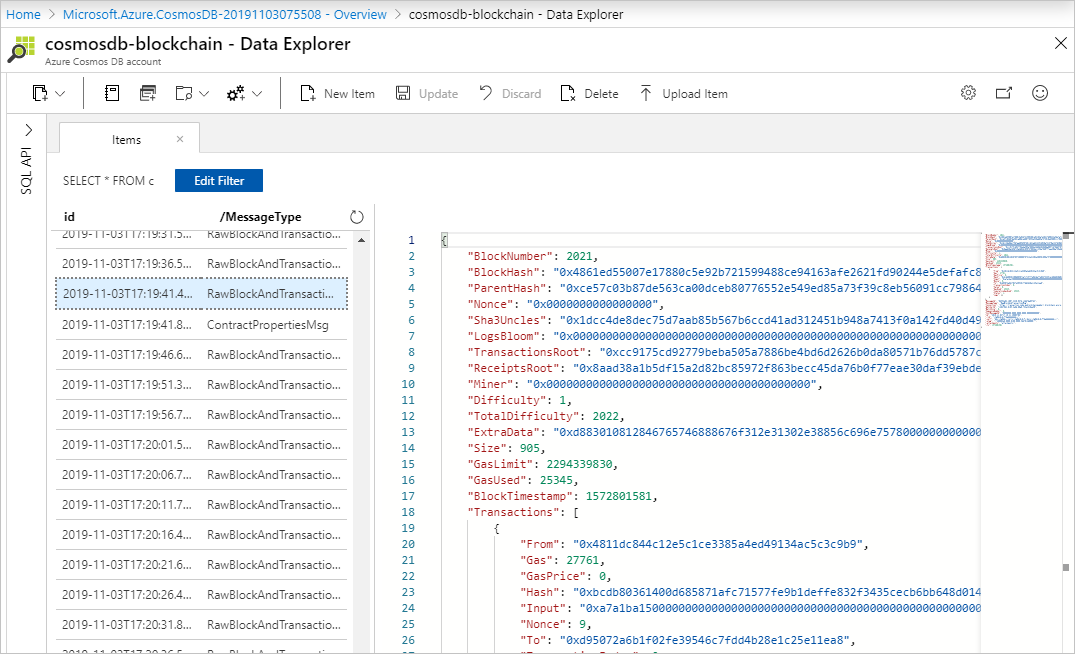 Home > Microsoft.Azure.CosmosDB-20191103075508 - Overview > cosmosdb-blockchain - Data Explorer
cosmosdb-blockchain - Data Explorer
Azure Cosmos DB account
New Item Update Discard Delete Upload Item
SQL API
Items
SELECT * FROM c Edit Filter
id /MessageType
2019-11-03T17:19:31.5... RawBlockAndTransactio...
2019-11-03T17:19:36.5... RawBlockAndTransactio...
2019-11-03T17:19:41.4... RawBlockAndTransacti...
2019-11-03T17:19:41.8... ContractPropertiesMsg
2019-11-03T17:19:46.6... RawBlockAndTransactio...
2019-11-03T17:19:51.3... RawBlockAndTransactio...
2019-11-03T17:19:56.7... RawBlockAndTransactio...
2019-11-03T17:20:01.5... RawBlockAndTransactio...
2019-11-03T17:20:06.7... RawBlockAndTransactio...
2019-11-03T17:20:11.7... RawBlockAndTransactio...
2019-11-03T17:20:16.4... RawBlockAndTransactio...
2019-11-03T17:20:21.6... RawBlockAndTransactio...
2019-11-03T17:20:26.4... RawBlockAndTransactio...
2019-11-03T17:20:31.8... RawBlockAndTransactio...
1 {
2 "BlockNumber": 2021,
3 "BlockHash": "0x4861ed55007e17880c5e92b721599488ce94163afe2621fd90244e5defafc8
4 "ParentHash": "0xce57c03b87de563ca00dceb80776552e549ed85a73f39c8eb56091cc79864
5 "Nonce": "0x0000000000000000",
6 "Sha3Uncles": "0x1dcc4de8dec75d7aab85b567b6ccd41ad312451b948a7413f0a142fd40d49
7 "LogsBloom": "0x0000000000000000000000000000000000000000000000000000000000000000
8 "TransactionsRoot": "0xcc9175cd92779beba505a7886be4bd6d2626b0da80571b76dd5787c
9 "ReceiptsRoot": "0x8aad38a1b5df15a2d82bc85972f863becc45da76b0f77eae30daf39ebde
10 "Miner": "0x0000000000000000000000000000000000000000",
11 "Difficulty": 1,
12 "TotalDifficulty": 2022,
13 "ExtraData": "0xd883010812846765746888676f312e31302e38856c696e7578000000000000
14 "Size": 905,
15 "GasLimit": 2294339830,
16 "GasUsed": 25345,
17 "BlockTimestamp": 1572801581,
18 "Transactions": [
19 {
20 "From": "0x4811dc844c12e5c1ce3385a4ed49134ac5c3c9b9",
21 "Gas": 27761,
22 "GasPrice": 0,
23 "Hash": "0xbcdb80361400d685871afc71577fe9b1deffe832f3435cecb6bb648d014
24 "Input": "0xa7a1ba1500000000000000000000000000000000000000000000000000
25 "Nonce": 9,
26 "To": "0xd95072a6b1f02fe39546c7fdd4b28e1c25e11ea8",